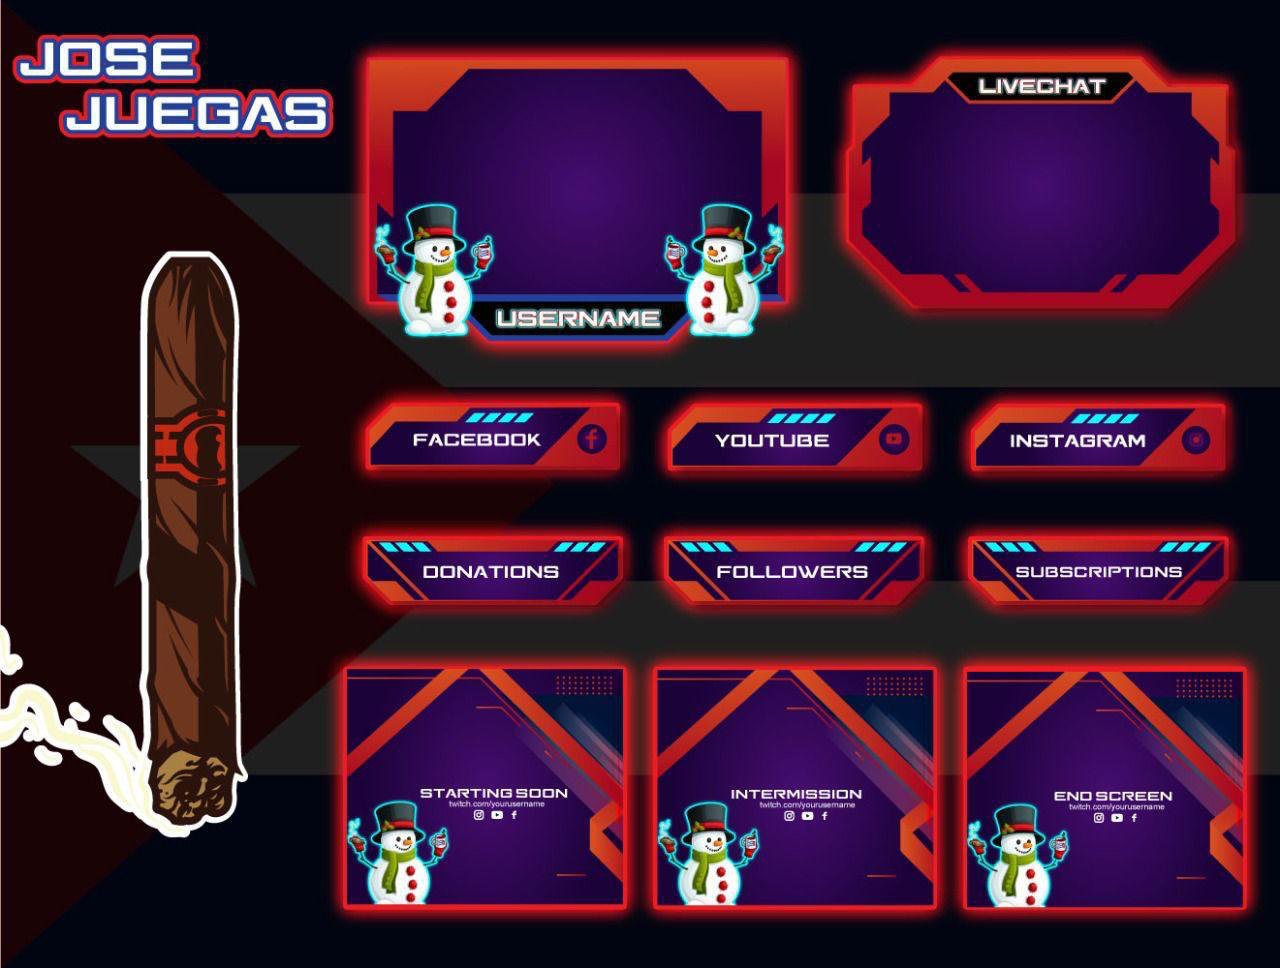 JOSE
JUEGAS
LIVECHAT
USERNAME
FACEBOOK
YOUTUBE
INSTAGRAM
DONATIONS
FOLLOWERS
SUBSCRIPTIONS
STARTING SOON
twitch.com/yourusername
INTERMISSION
twitch.com/yourusername
END SCREEN
twitch.com/yourusername